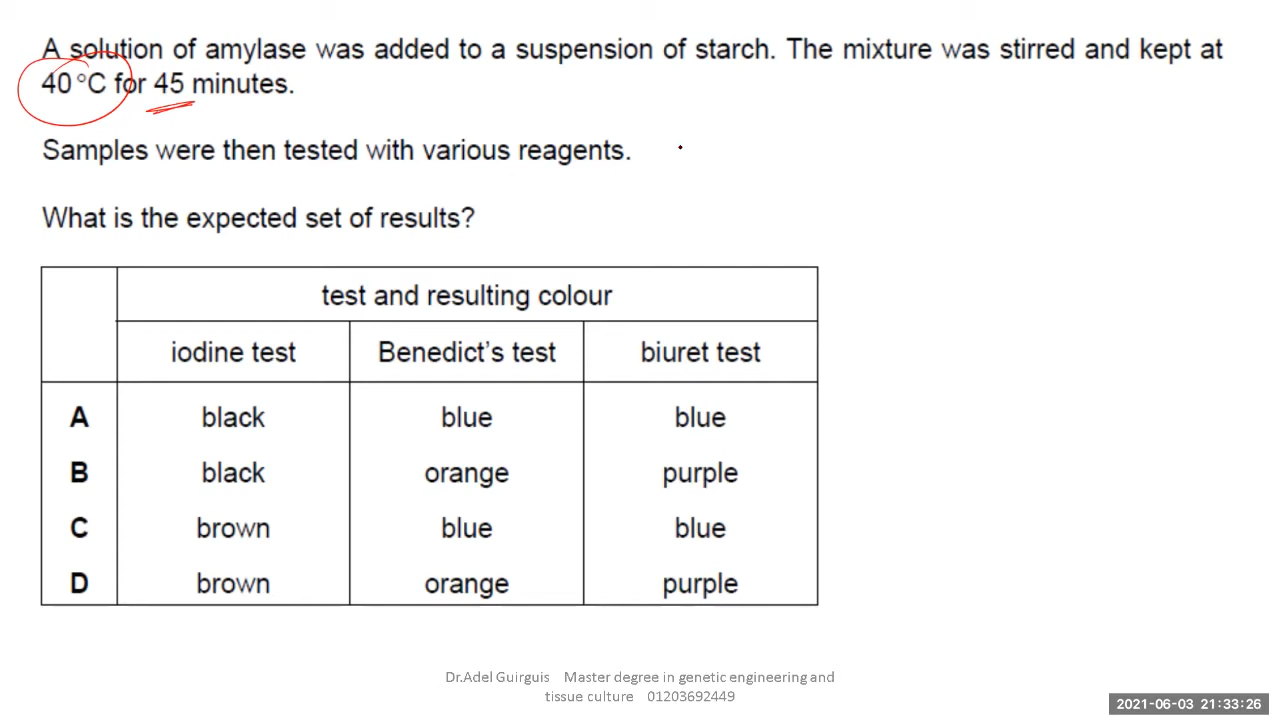 A solution of amylase was added to a suspension of starch. The mixture was stirred and kept at
40 °C for 45 minutes.
Samples were then tested with various reagents.
What is the expected set of results?
test and resulting colour
iodine test Benedict's test biuret test
A black blue blue
B black orange purple
C brown blue blue
D brown orange purple
Dr.Adel Guirguis Master degree in genetic engineering and
tissue culture 01203692449
2021-06-03 21:33:26